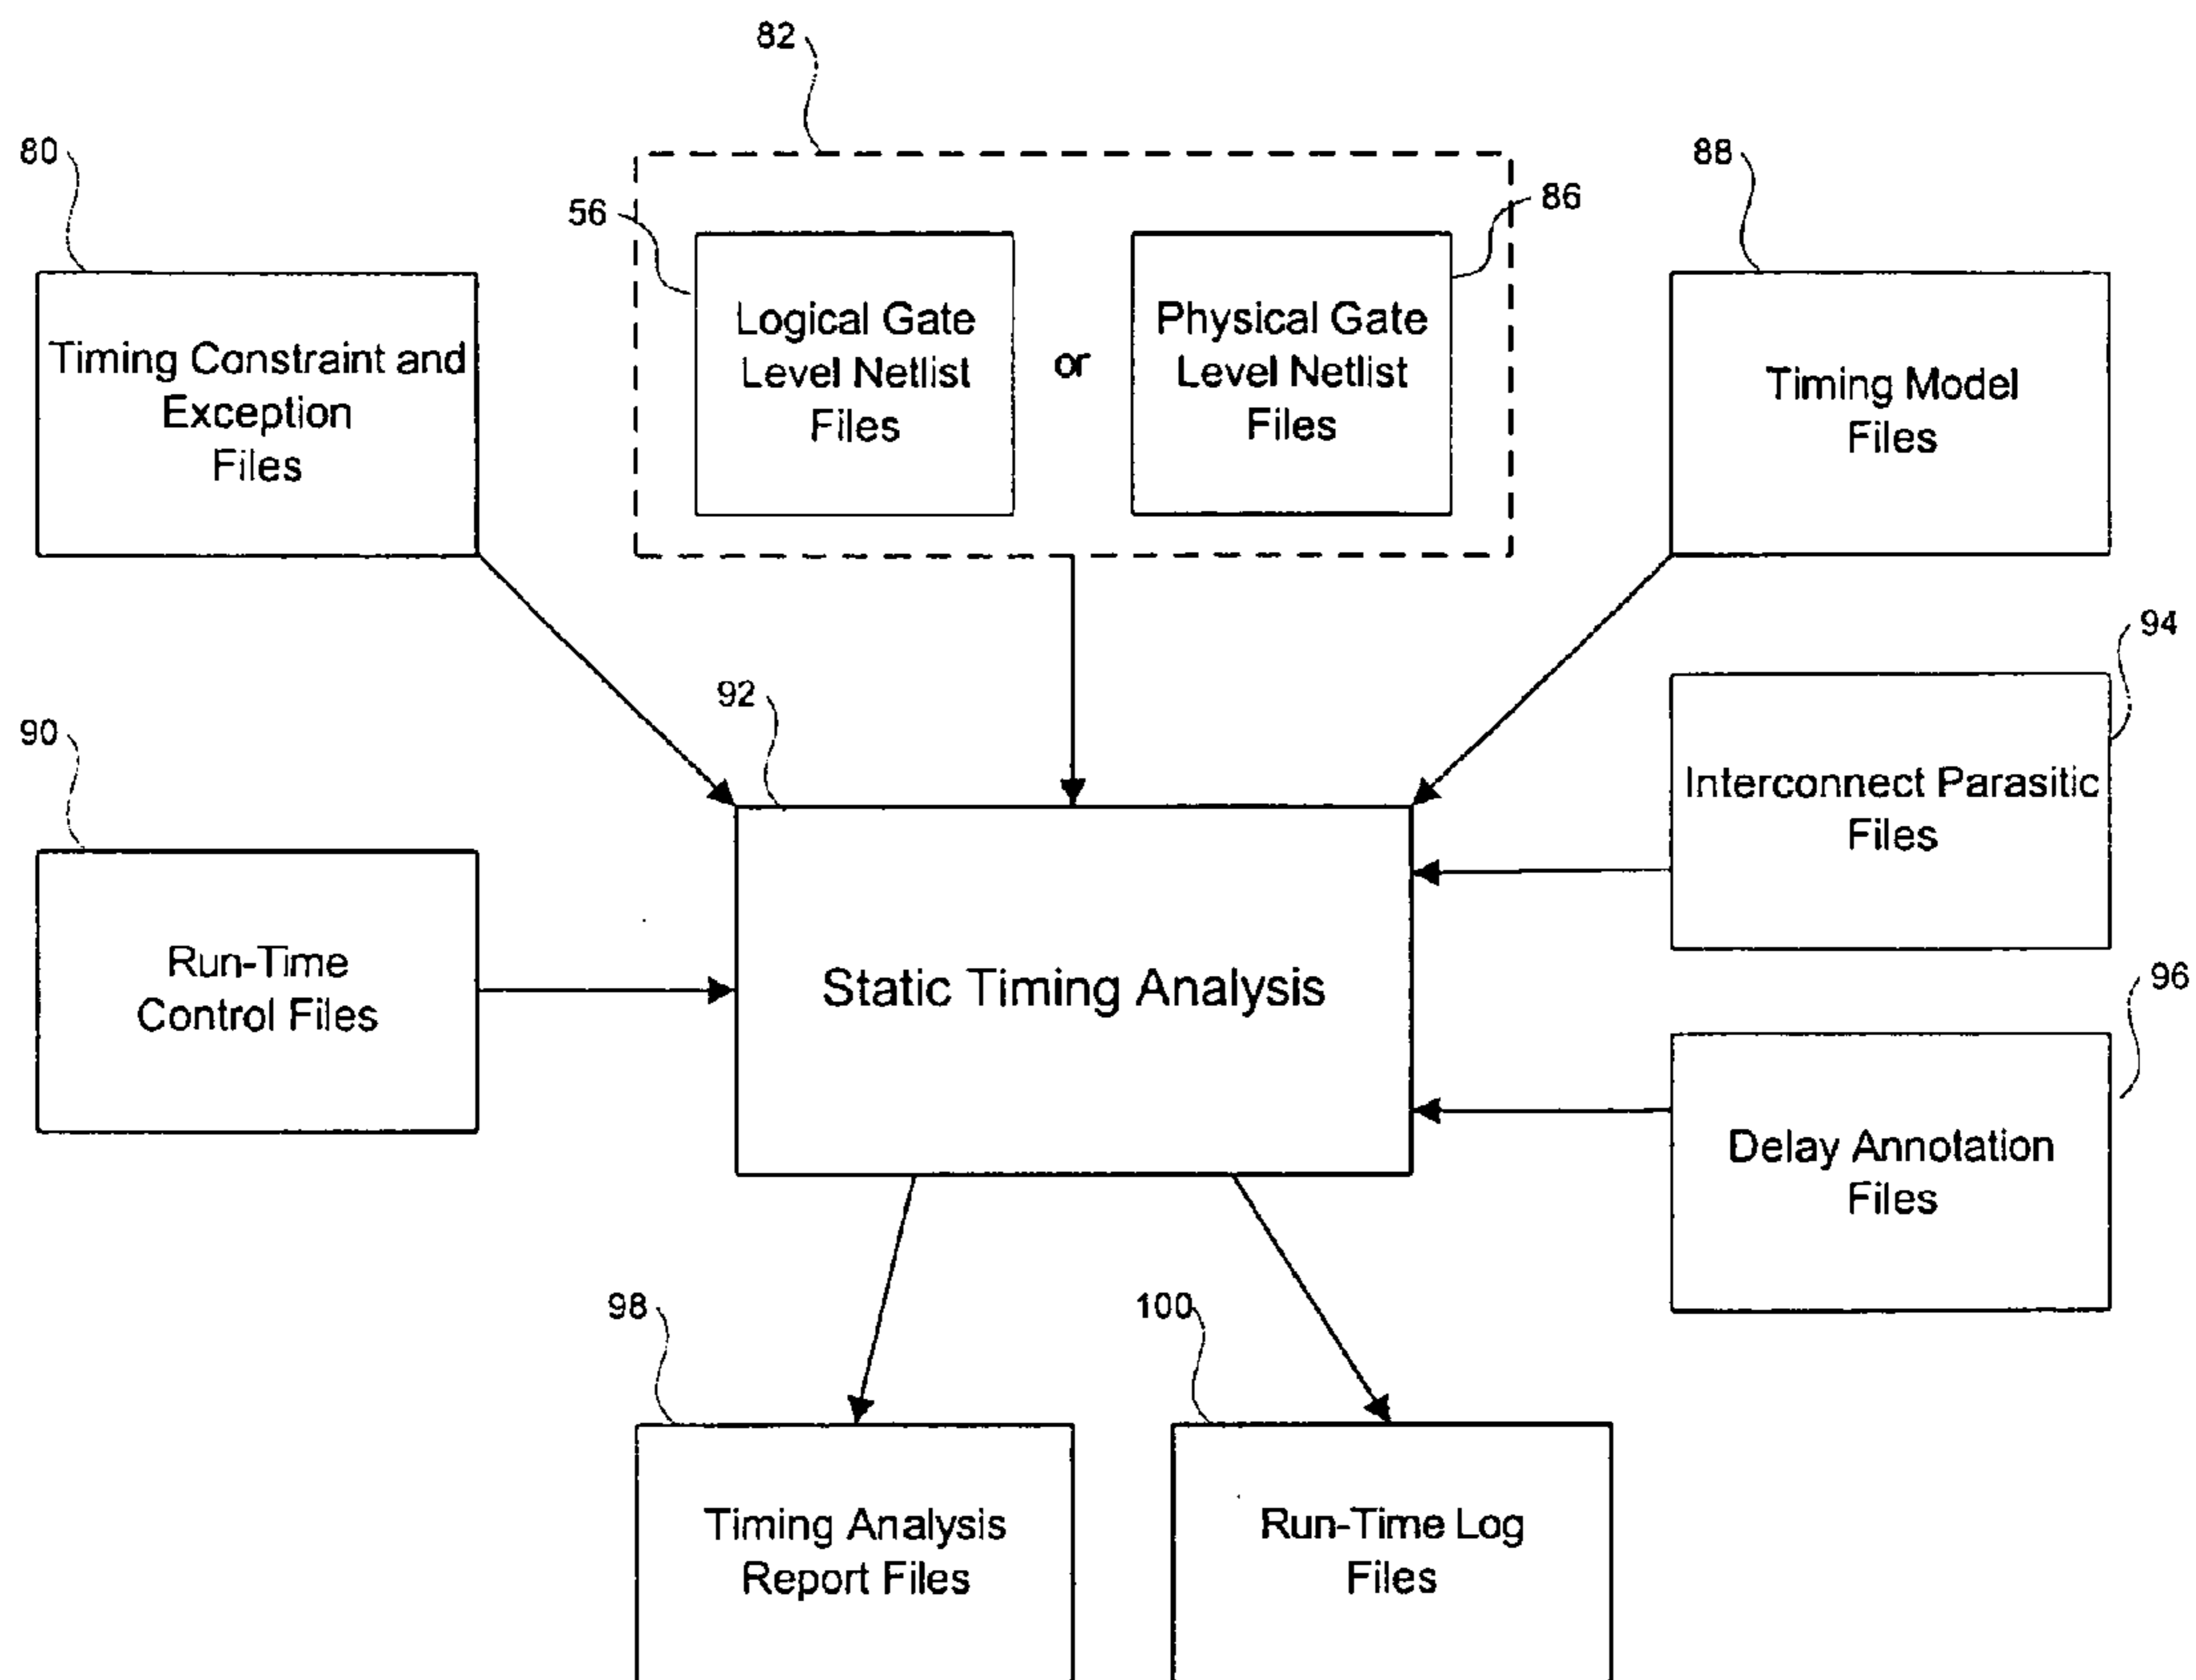 82
80
88
56
86
Logical Gate
Level Netlist
Files
or
Physical Gate
Level Netlist
Files
Timing Constraint and
Exception
Files
Timing Model
Files
94
92
90
Interconnect Parasitic
Files
Run-Time
Control Files
Static Timing Analysis
96
Delay Annotation
Files
98
100
Timing Analysis
Report Files
Run-Time Log
Files